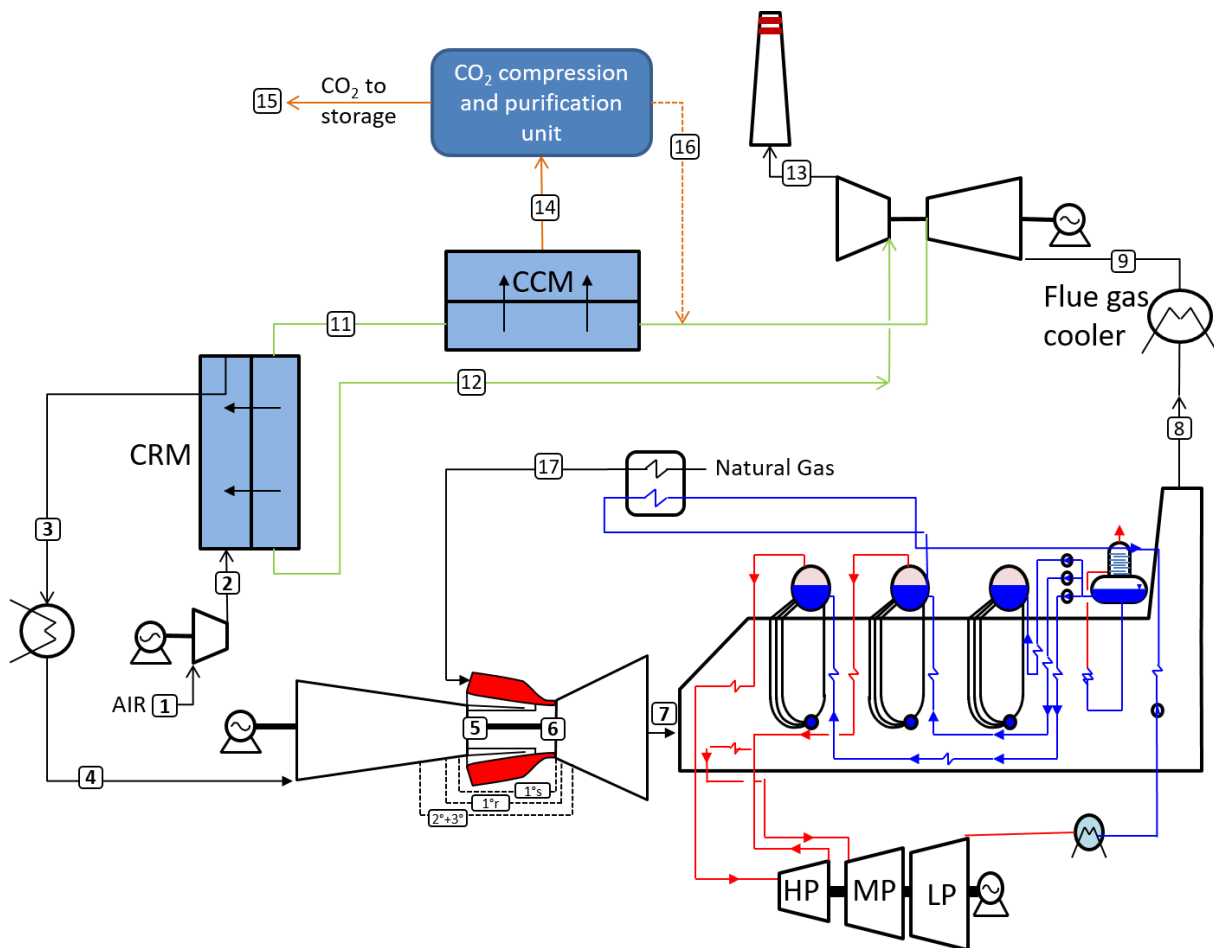 CO₂ compression
and purification
unit
15
CO₂ to
storage
16
13
14
9
CCM
Flue gas
cooler
11
12
8
CRM
17
Natural Gas
3
2
AIR
1
7
5
6
4
1°s
1°r
2°+3°
HP
MP
LP